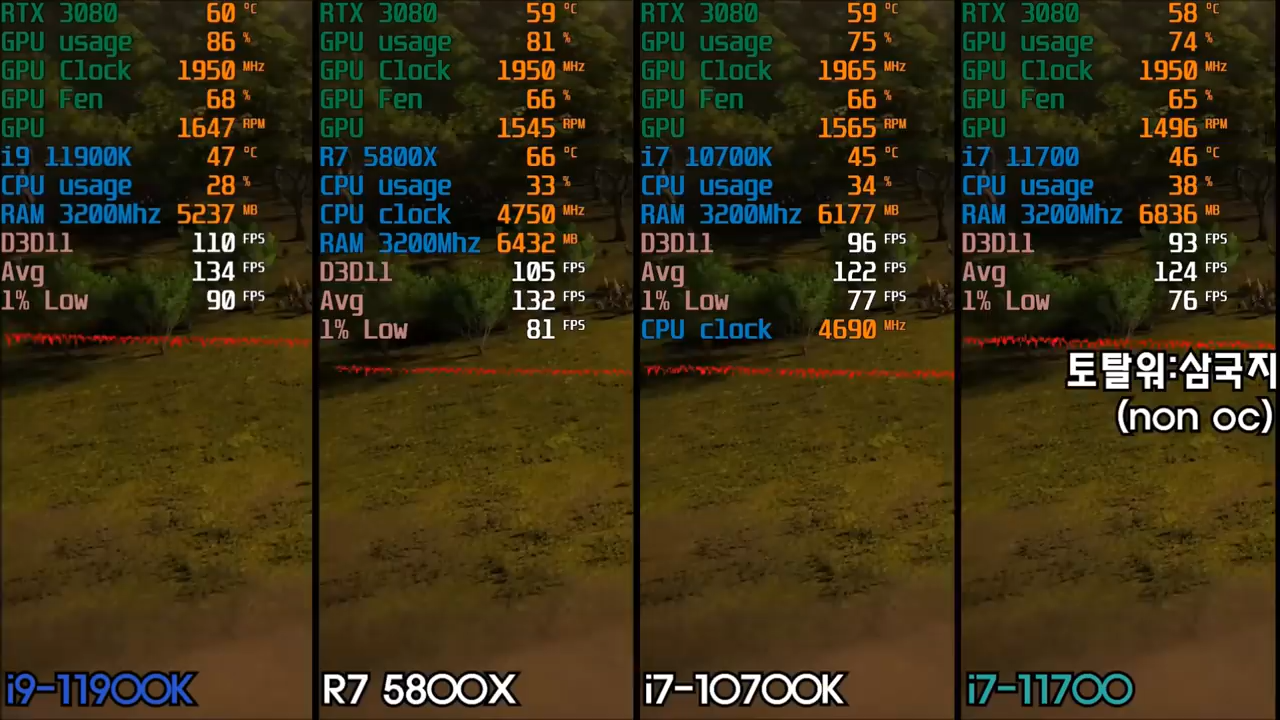 RTX 3080 60 °C
GPU usage 86 %
GPU Clock 1950 MHz
GPU Fen 68 %
GPU 1647 RPM
i9 11900K 47 °C
CPU usage 28 %
RAM 3200Mhz 5237 MB
D3D11 110 FPS
Avg 134 FPS
1% Low 90 FPS
i9-11900K
RTX 3080 59 °C
GPU usage 81 %
GPU Clock 1950 MHz
GPU Fen 66 %
GPU 1545 RPM
R7 5800X 66 °C
CPU usage 33 %
CPU clock 4750 MHz
RAM 3200Mhz 6432 MB
D3D11 105 FPS
Avg 132 FPS
1% Low 81 FPS
R7 5800X
RTX 3080 59 °C
GPU usage 75 %
GPU Clock 1965 MHz
GPU Fen 66 %
GPU 1565 RPM
i7 10700K 45 °C
CPU usage 34 %
RAM 3200Mhz 6177 MB
D3D11 96 FPS
Avg 122 FPS
1% Low 77 FPS
CPU clock 4690 MHz
i7-10700K
RTX 3080 58 °C
GPU usage 74 %
GPU Clock 1950 MHz
GPU Fen 65 %
GPU 1496 RPM
i7 11700 46 °C
CPU usage 38 %
RAM 3200Mhz 6836 MB
D3D11 93 FPS
Avg 124 FPS
1% Low 76 FPS
토탈워:삼국지
(non oc)
i7-11700